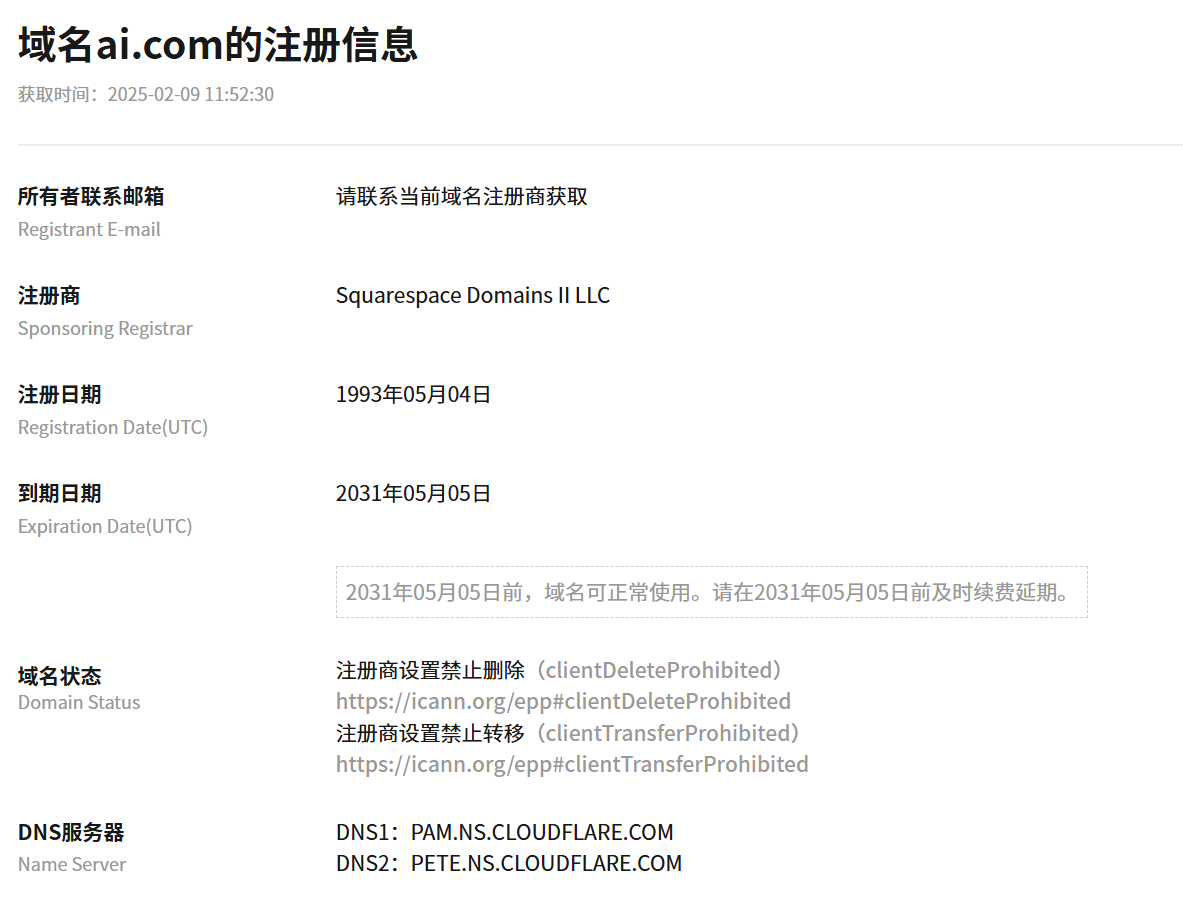 域名ai.com的注册信息
获取时间：2025-02-09 11:52:30
所有者联系邮箱
请联系当前域名注册商获取
Registrant E-mail
注册商
Squarespace Domains II LLC
Sponsoring Registrar
注册日期
1993年05月04日
Registration Date(UTC)
到期日期
2031年05月05日
Expiration Date(UTC)
2031年05月05日前，域名可正常使用。请在2031年05月05日前及时续费延期。
域名状态
Domain Status
注册商设置禁止删除（clientDeleteProhibited）
https://icann.org/epp#clientDeleteProhibited
注册商设置禁止转移（clientTransferProhibited）
https://icann.org/epp#clientTransferProhibited
DNS服务器
Name Server
DNS1：PAM.NS.CLOUDFLARE.COM
DNS2：PETE.NS.CLOUDFLARE.COM